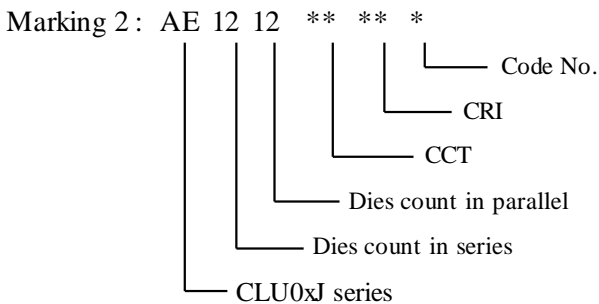 Marking 2 : AE 12 12 ** ** *
Code No.
CRI
CCT
Dies count in parallel
Dies count in series
CLU0xJ series